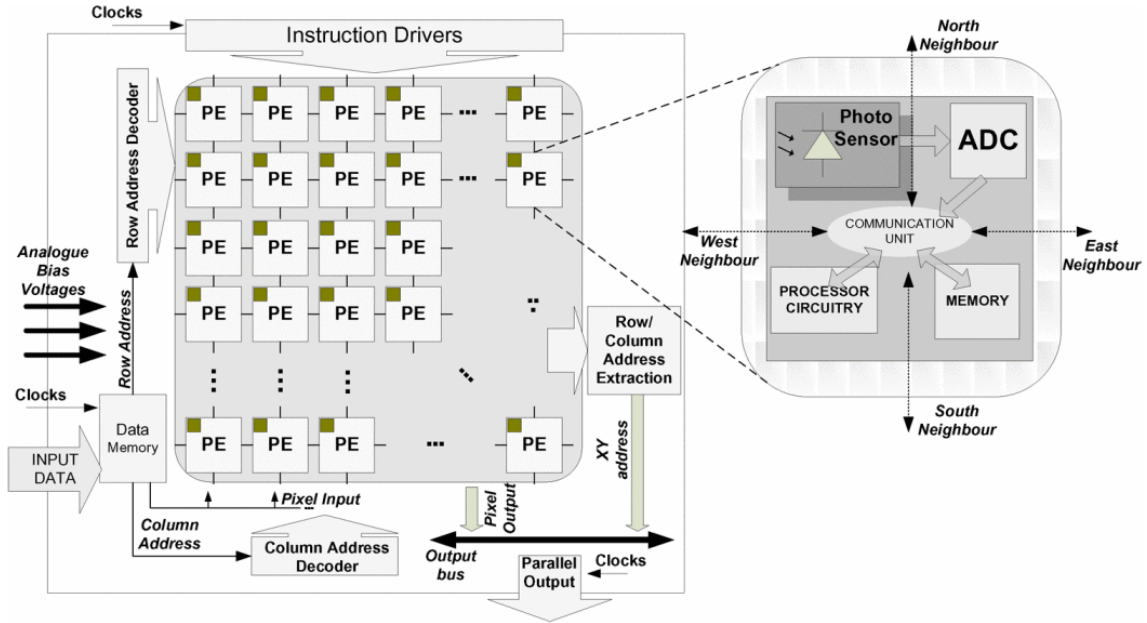 Clocks
Instruction Drivers
Row Address Decoder
PE PE PE PE ... PE
PE PE PE PE ... PE
PE PE PE PE
PE PE PE PE
PE PE PE ... PE
Analogue
Bias
Voltages
Row Address
Clocks
Data
Memory
INPUT
DATA
Pixel Input
...
Column
Address
Column Address
Decoder
Row/
Column
Address
Extraction
XY
address
Pixel
Output
Output
bus
Parallel
Output
Clocks
North
Neighbour
Photo
Sensor
ADC
COMMUNICATION
UNIT
West
Neighbour
East
Neighbour
PROCESSOR
CIRCUITRY
MEMORY
South
Neighbour